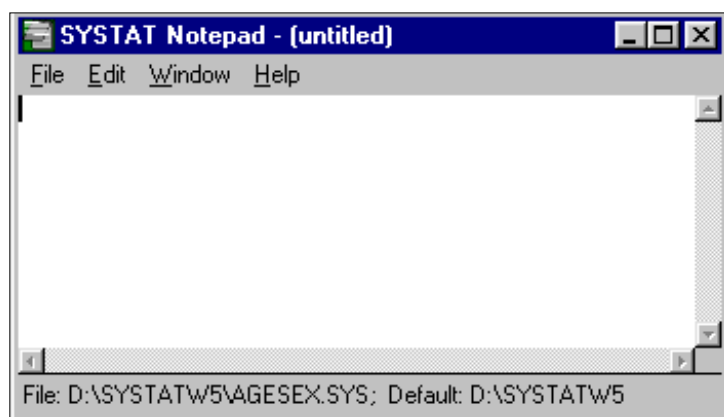 SYSTAT Notepad - (untitled)
File Edit Window Help
File: D:\SYSTATW5\AGESEX.SYS; Default: D:\SYSTATW5